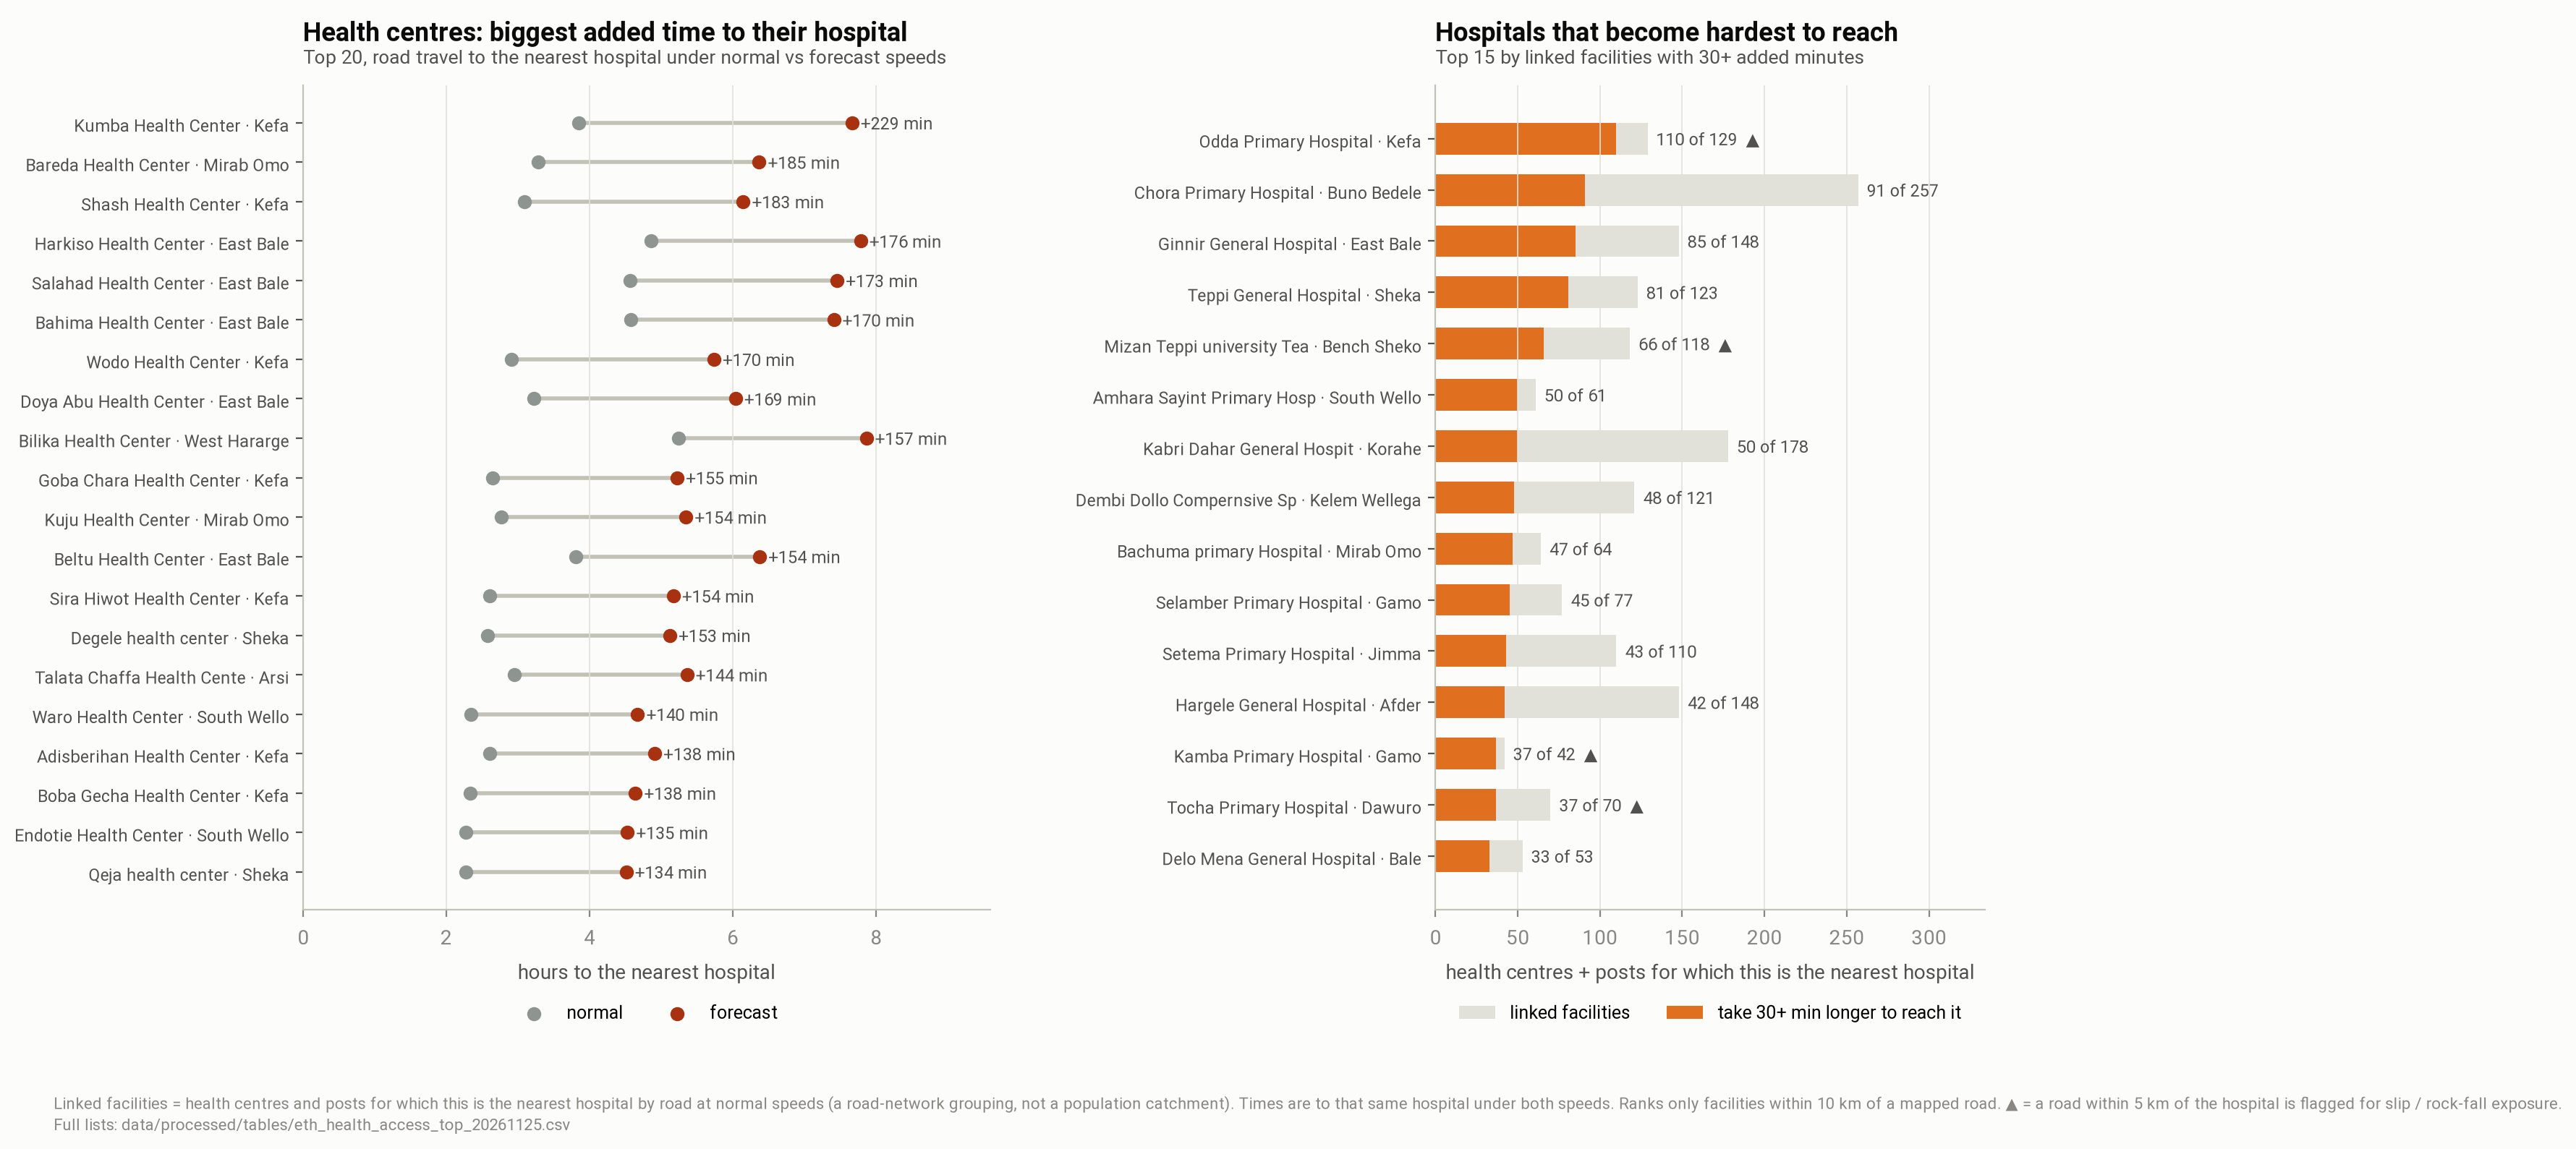 Health centres: biggest added time to their hospital
Top 20, road travel to the nearest hospital under normal vs forecast speeds
Kumba Health Center · Kefa
+229 min
Bareda Health Center · Mirab Omo
+185 min
Shash Health Center · Kefa
+183 min
Harkiso Health Center · East Bale
+176 min
Salahad Health Center · East Bale
+173 min
Bahima Health Center · East Bale
+170 min
Wodo Health Center · Kefa
+170 min
Doya Abu Health Center · East Bale
+169 min
Bilika Health Center · West Hararge
+157 min
Goba Chara Health Center · Kefa
+155 min
Kuju Health Center · Mirab Omo
+154 min
Beltu Health Center · East Bale
+154 min
Sira Hiwot Health Center · Kefa
+154 min
Degele health center · Sheka
+153 min
Talata Chaffa Health Cente · Arsi
+144 min
Waro Health Center · South Wello
+140 min
Adisberihan Health Center · Kefa
+138 min
Boba Gecha Health Center · Kefa
+138 min
Endotie Health Center · South Wello
+135 min
Qeja health center · Sheka
+134 min
0 2 4 6 8
hours to the nearest hospital
normal forecast
Hospitals that become hardest to reach
Top 15 by linked facilities with 30+ added minutes
Odda Primary Hospital · Kefa
110 of 129 ▲
Chora Primary Hospital · Buno Bedele
91 of 257
Ginnir General Hospital · East Bale
85 of 148
Teppi General Hospital · Sheka
81 of 123
Mizan Teppi university Tea · Bench Sheko
66 of 118 ▲
Amhara Sayint Primary Hosp · South Wello
50 of 61
Kabri Dahar General Hospit · Korahe
50 of 178
Dembi Dollo Compernsive Sp · Kelem Wellega
48 of 121
Bachuma primary Hospital · Mirab Omo
47 of 64
Selamber Primary Hospital · Gamo
45 of 77
Setema Primary Hospital · Jimma
43 of 110
Hargele General Hospital · Afder
42 of 148
Kamba Primary Hospital · Gamo
37 of 42 ▲
Tocha Primary Hospital · Dawuro
37 of 70 ▲
Delo Mena General Hospital · Bale
33 of 53
0 50 100 150 200 250 300
health centres + posts for which this is the nearest hospital
linked facilities take 30+ min longer to reach it
Linked facilities = health centres and posts for which this is the nearest hospital by road at normal speeds (a road-network grouping, not a population catchment). Times are to that same hospital under both speeds. Ranks only facilities within 10 km of a mapped road. ▲ = a road within 5 km of the hospital is flagged for slip / rock-fall exposure.
Full lists: data/processed/tables/eth_health_access_top_20261125.csv